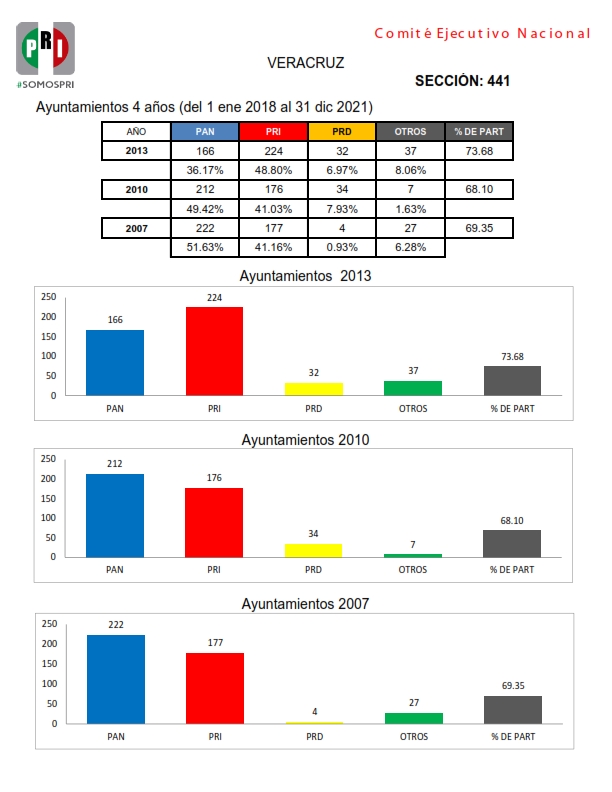 Comité Ejecutivo Nacional
PRI
#SOMOSPRI
VERACRUZ
SECCIÓN: 441
Ayuntamientos 4 años (del 1 ene 2018 al 31 dic 2021)
AÑO PAN PRI PRD OTROS % DE PART
2013 166 224 32 37 73.68
36.17% 48.80% 6.97% 8.06%
2010 212 176 34 7 68.10
49.42% 41.03% 7.93% 1.63%
2007 222 177 4 27 69.35
51.63% 41.16% 0.93% 6.28%
Ayuntamientos 2013
250
200
150
100
50
0
166 224 32 37 73.68
PAN PRI PRD OTROS % DE PART
Ayuntamientos 2010
250
200
150
100
50
0
212 176 34 7 68.10
PAN PRI PRD OTROS % DE PART
Ayuntamientos 2007
250
200
150
100
50
0
222 177 4 27 69.35
PAN PRI PRD OTROS % DE PART